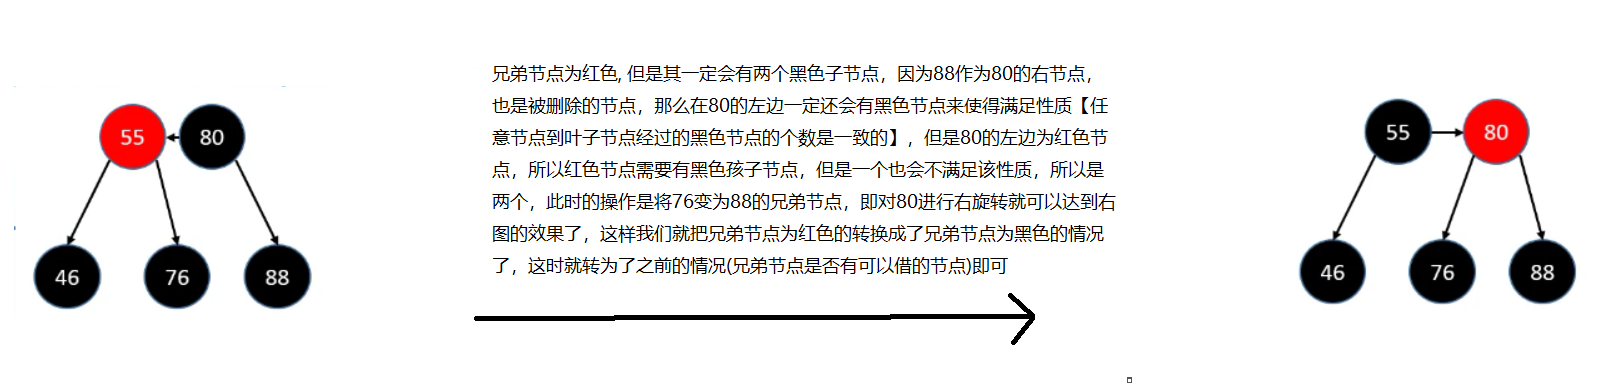 兄弟节点为红色, 但是其一定会有两个黑色子节点，因为88作为80的右节点，
也是被删除的节点，那么在80的左边一定还会有黑色节点来使得满足性质【任
意节点到叶子节点经过的黑色节点的个数是一致的】，但是80的左边为红色节
点，所以红色节点需要有黑色孩子节点，但是一个也会不满足该性质，所以是
两个，此时的操作是将76变为88的兄弟节点，即对80进行右旋转就可以达到右
图的效果了，这样我们就把兄弟节点为红色的转换成了兄弟节点为黑色的情况
了，这时就转为了之前的情况(兄弟节点是否有可以借的节点)即可
55
80
46
76
88
55
80
46
76
88